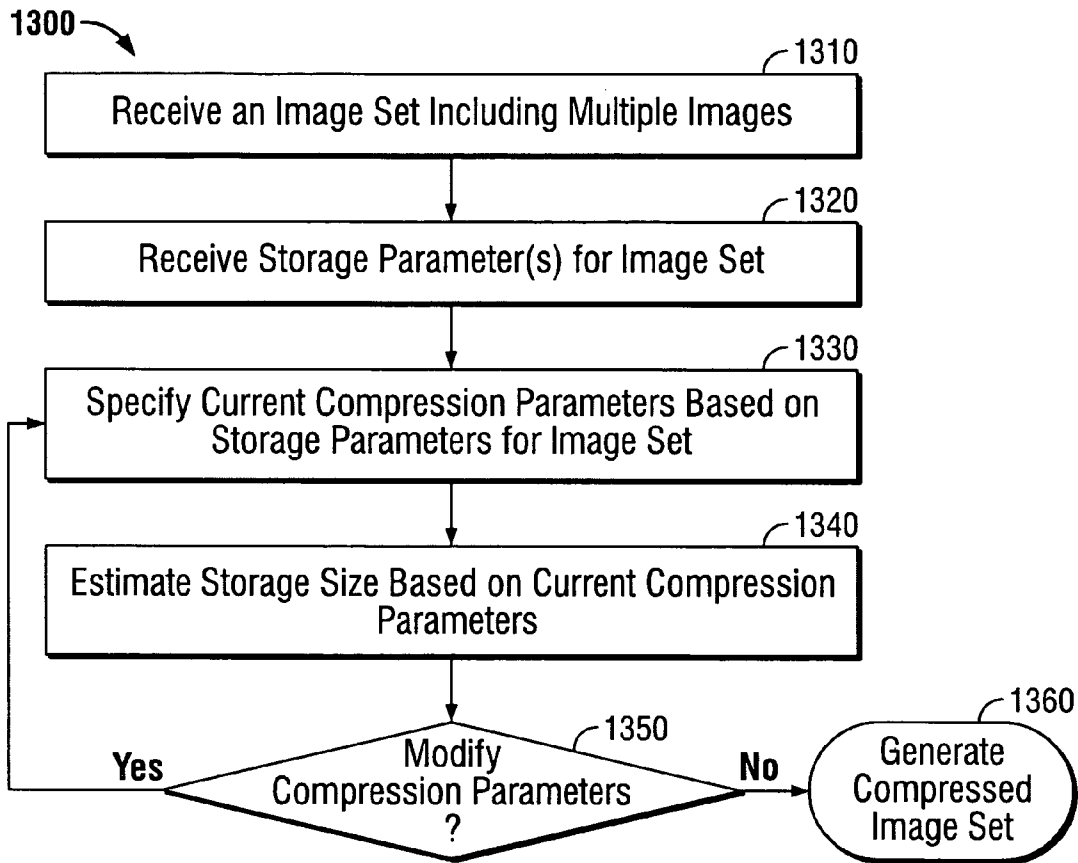 1300
1310
Receive an Image Set Including Multiple Images
1320
Receive Storage Parameter(s) for Image Set
1330
Specify Current Compression Parameters Based on
Storage Parameters for Image Set
1340
Estimate Storage Size Based on Current Compression
Parameters
1350
Modify
Compression Parameters
?
Yes
No
1360
Generate
Compressed
Image Set